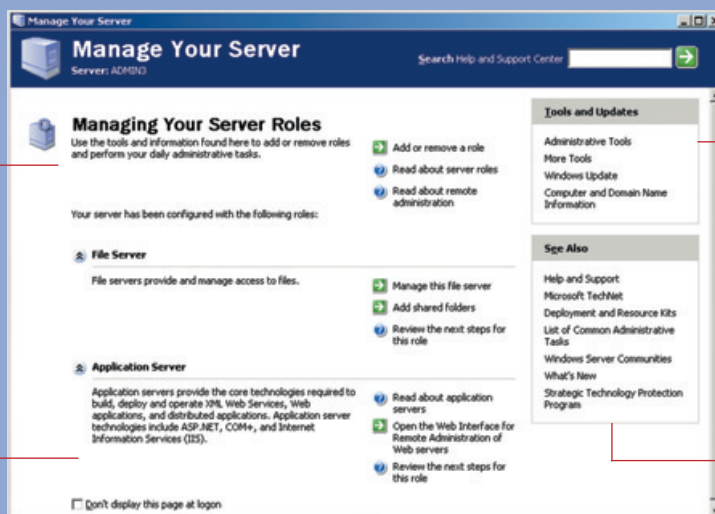 Manage Your Server
Manage Your Server
Server: ADMIN3
Search Help and Support Center
Managing Your Server Roles
Use the tools and information found here to add or remove roles
and perform your daily administrative tasks.
Add or remove a role
Read about server roles
Read about remote
administration
Your server has been configured with the following roles:
File Server
File servers provide and manage access to files.
Manage this file server
Add shared folders
Review the next steps for
this role
Application Server
Application servers provide the core technologies required to
build, deploy and operate XML Web Services, Web
applications, and distributed applications. Application server
technologies include ASP.NET, COM+, and Internet
Information Services (IIS).
Read about application
servers
Open the Web Interface for
Remote Administration of
Web servers
Review the next steps for
this role
Don't display this page at logon
Tools and Updates
Administrative Tools
More Tools
Windows Update
Computer and Domain Name
Information
See Also
Help and Support
Microsoft TechNet
Deployment and Resource Kits
List of Common Administrative
Tasks
Windows Server Communities
What's New
Strategic Technology Protection
Program